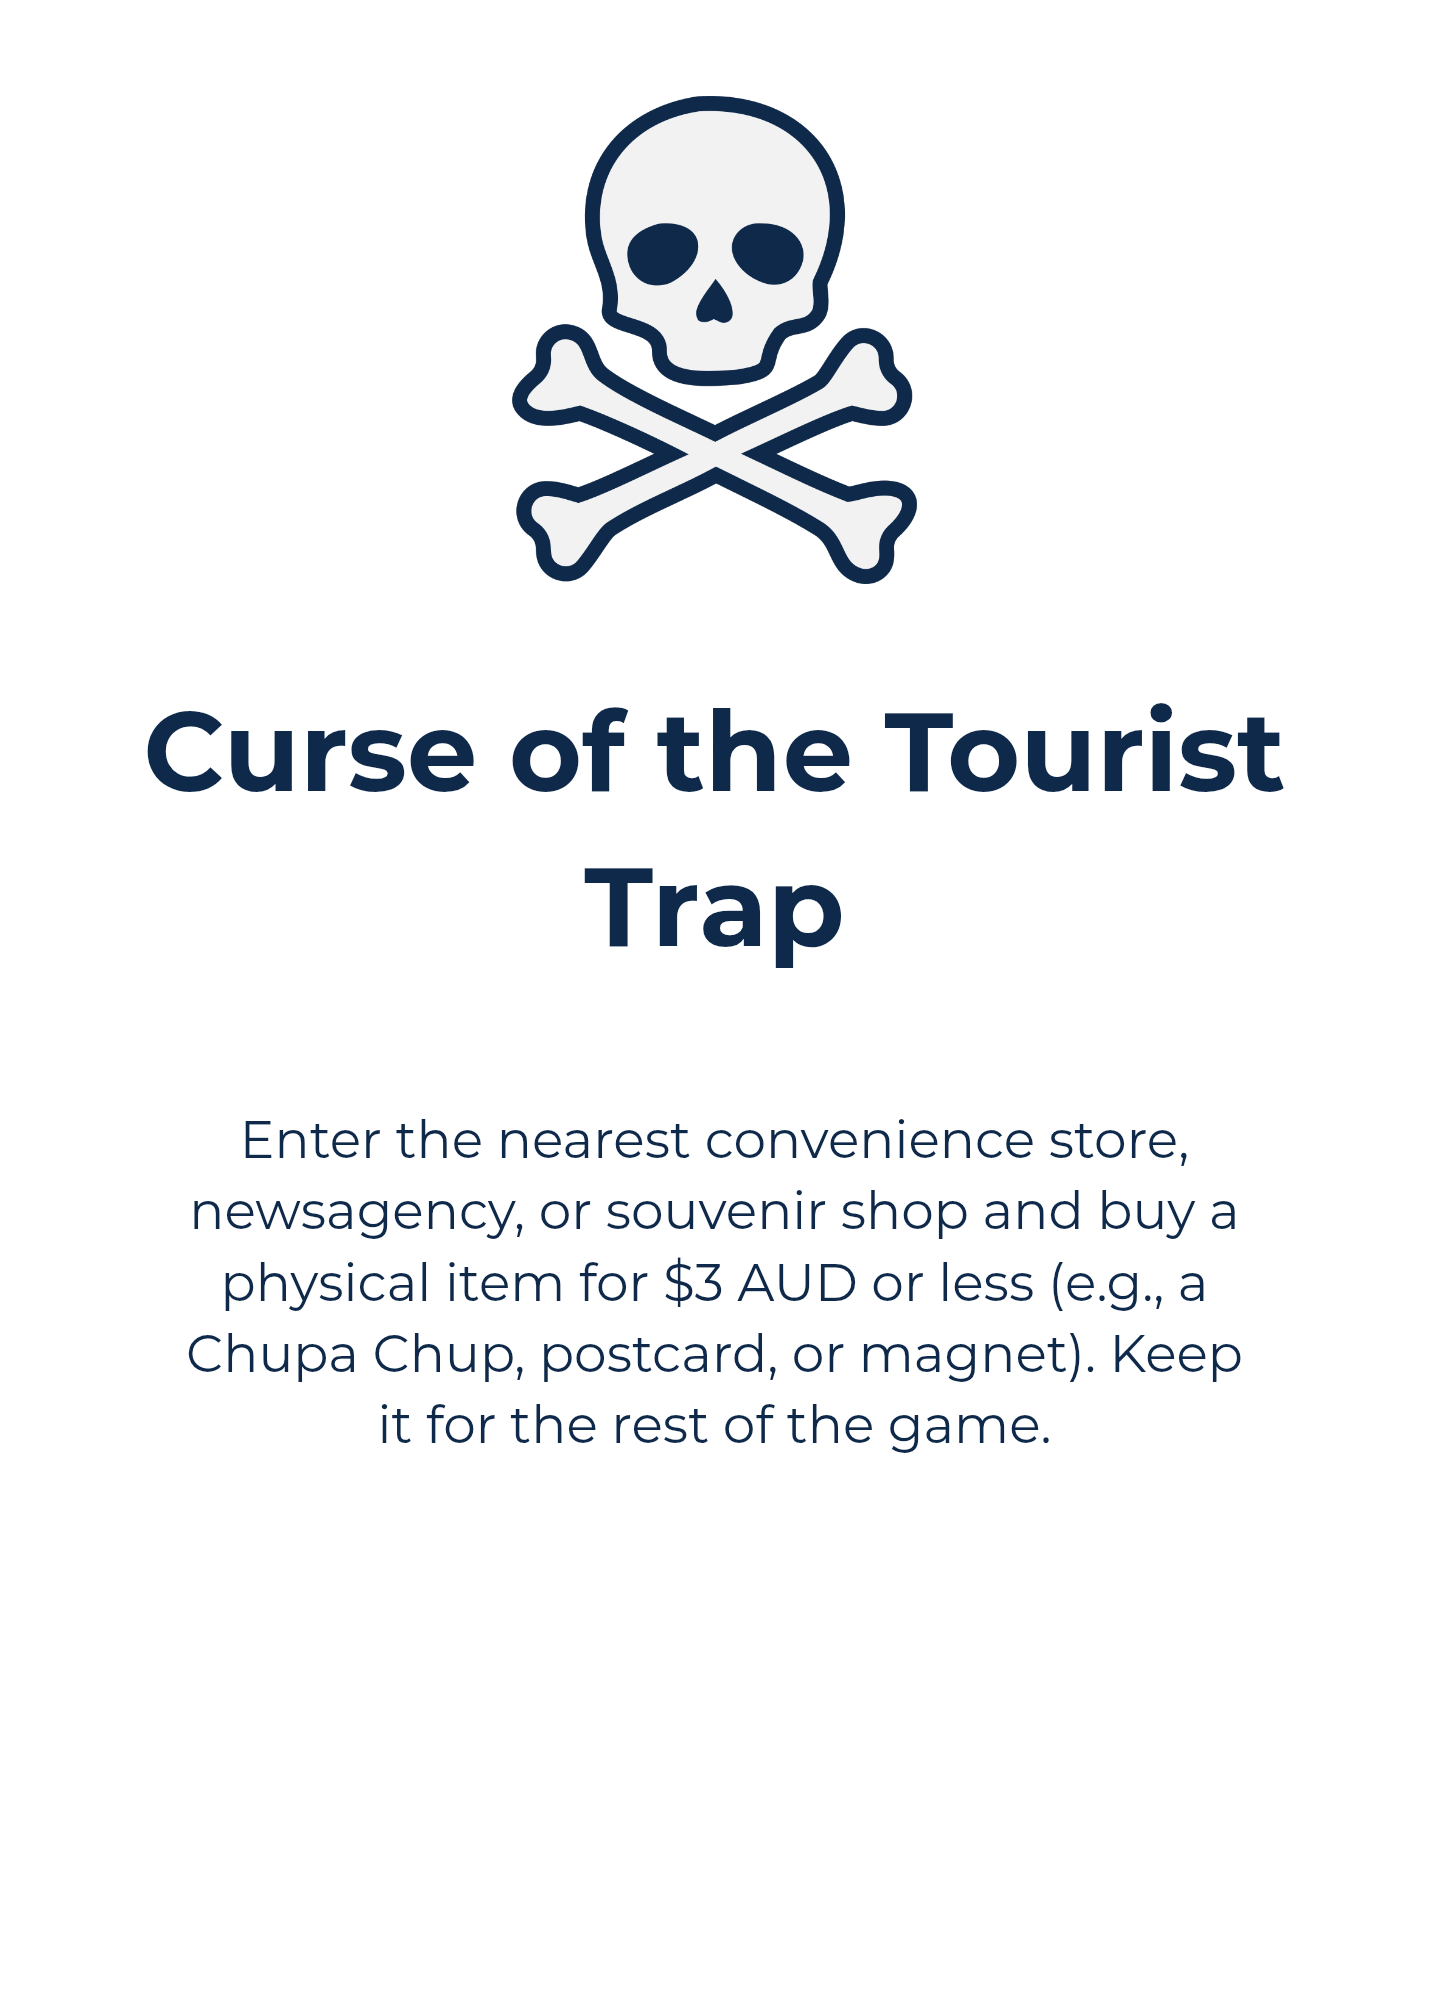 Curse of the Tourist
Trap
Enter the nearest convenience store,
newsagency, or souvenir shop and buy a
physical item for $3 AUD or less (e.g., a
Chupa Chup, postcard, or magnet). Keep
it for the rest of the game.